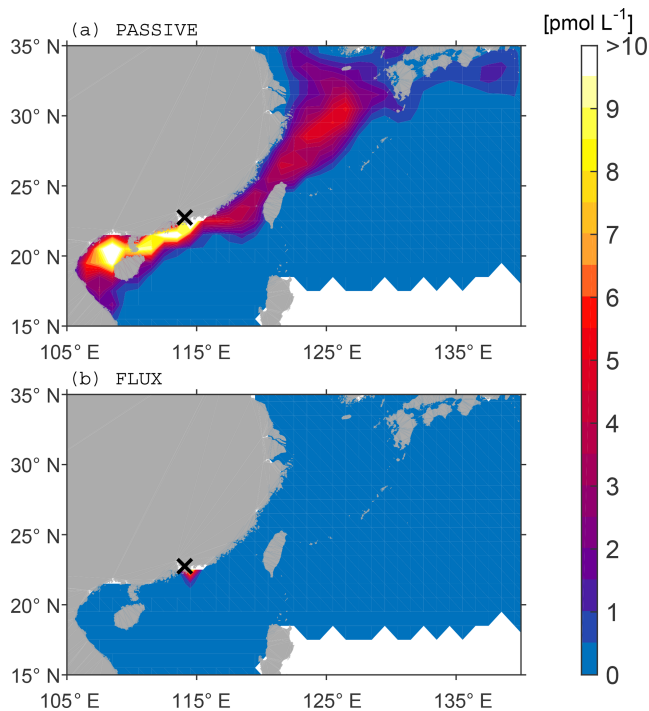 [pmol L⁻¹]
(a) PASSIVE
35° N
30° N
25° N
20° N
15° N
105° E 115° E 125° E 135° E
(b) FLUX
35° N
30° N
25° N
20° N
15° N
105° E 115° E 125° E 135° E
>10
9
8
7
6
5
4
3
2
1
0